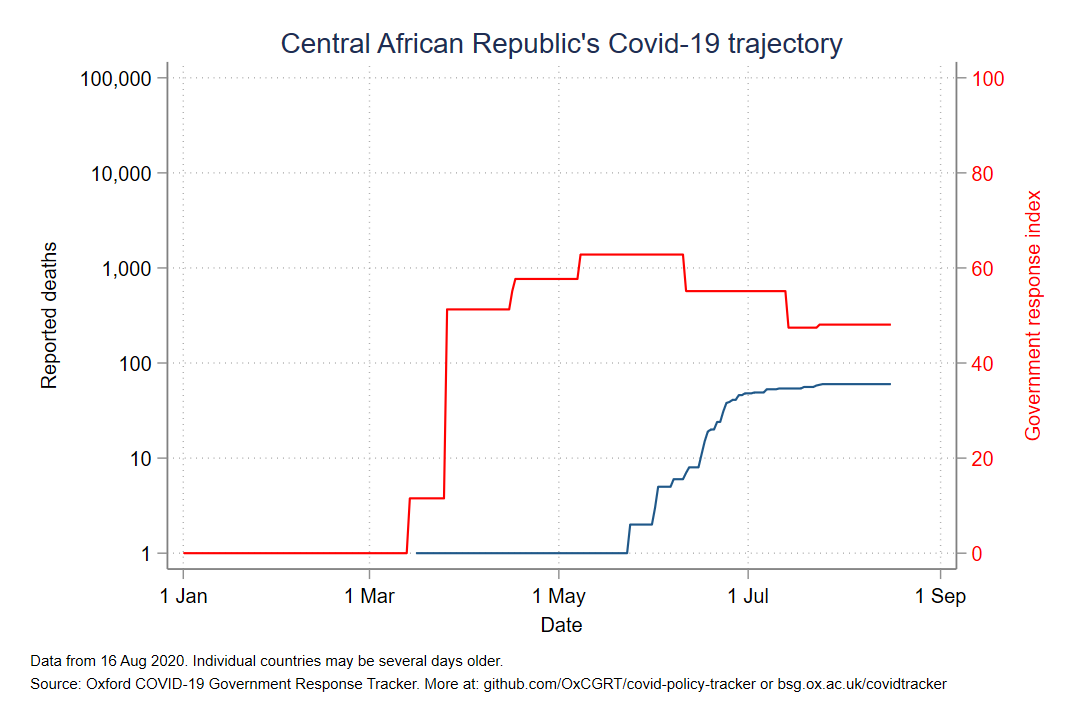 Central African Republic's Covid-19 trajectory
100,000
10,000
1,000
100
10
1
Reported deaths
100
80
60
40
20
0
Government response index
1 Jan
1 Mar
1 May
1 Jul
1 Sep
Date
Data from 16 Aug 2020. Individual countries may be several days older.
Source: Oxford COVID-19 Government Response Tracker. More at: github.com/OxCGRT/covid-policy-tracker or bsg.ox.ac.uk/covidtracker